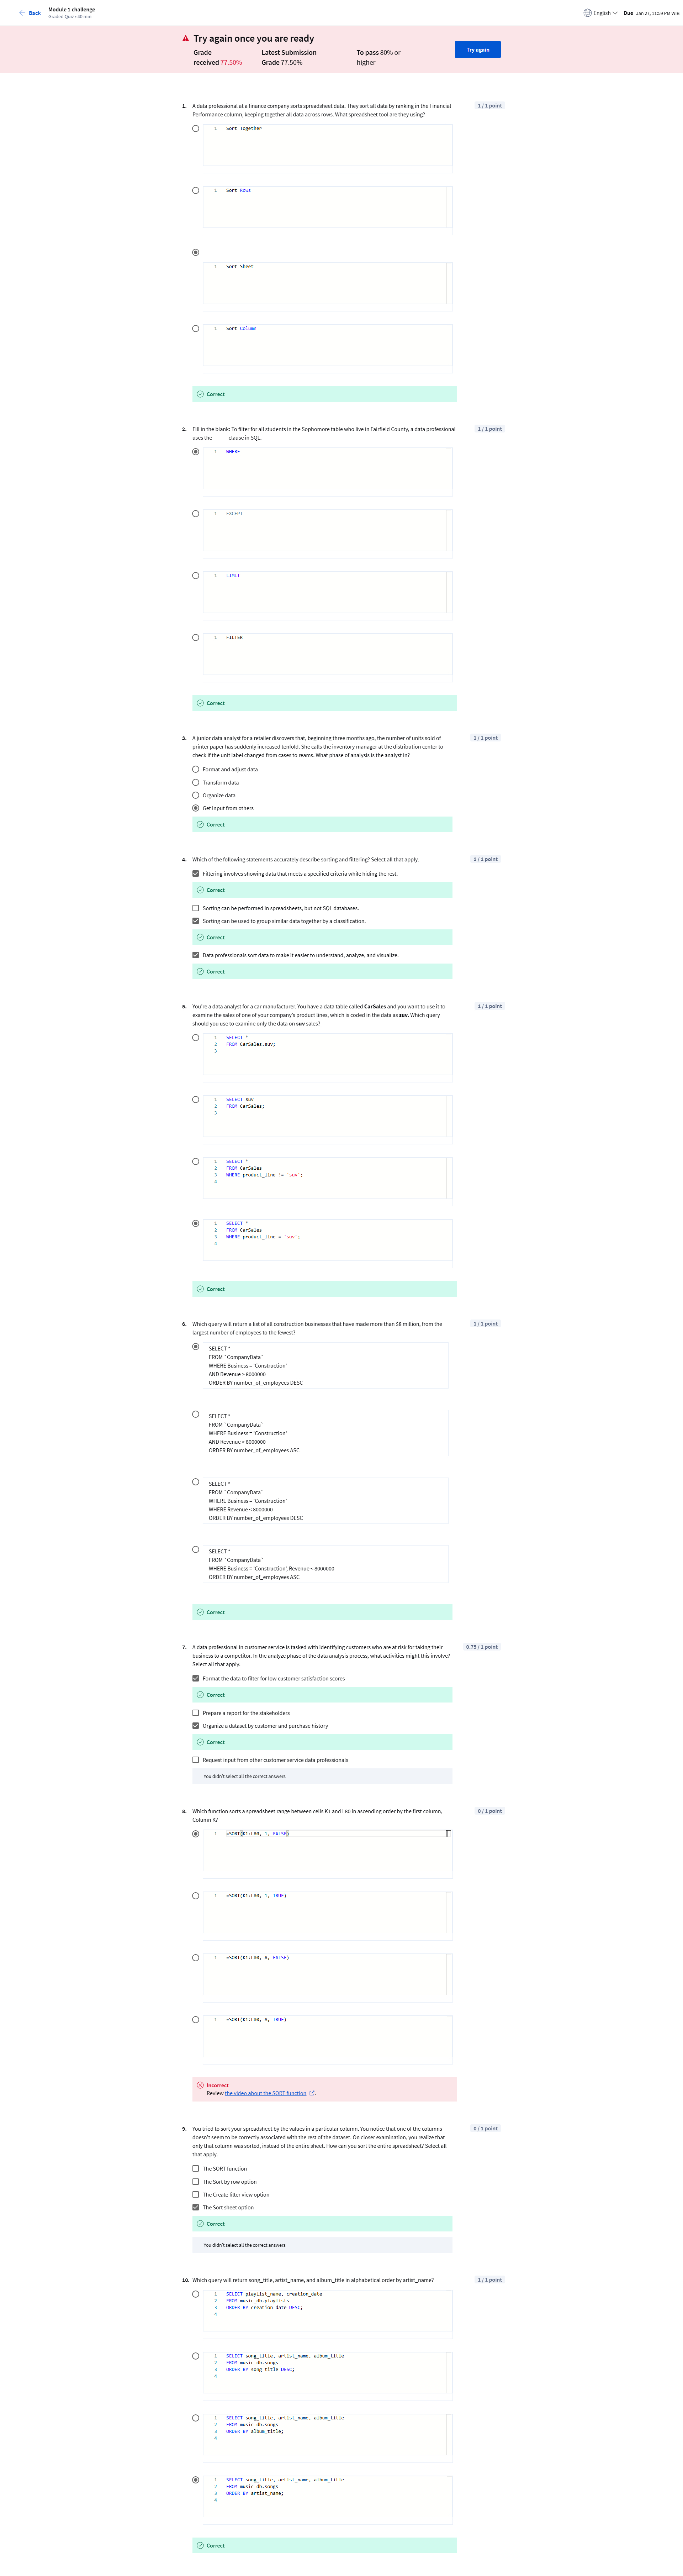 Back
Module 1 challenge
Graded Quiz • 40 min
English
Due Jan 27, 11:59 PM WIB
Try again once you are ready
Grade received 77.50%
Latest Submission Grade 77.50%
To pass 80% or higher
Try again
1. A data professional at a finance company sorts spreadsheet data. They sort all data by ranking in the Financial
Performance column, keeping together all data across rows. What spreadsheet tool are they using?
1 / 1 point
1 Sort Together
1 Sort Rows
1 Sort Sheet
1 Sort Column
Correct
2. Fill in the blank: To filter for all students in the Sophomore table who live in Fairfield County, a data professional
uses the _____ clause in SQL.
1 / 1 point
1 WHERE
1 EXCEPT
1 LIMIT
1 FILTER
Correct
3. A junior data analyst for a retailer discovers that, beginning three months ago, the number of units sold of
printer paper has suddenly increased tenfold. She calls the inventory manager at the distribution center to
check if the unit label changed from cases to reams. What phase of analysis is the analyst in?
1 / 1 point
Format and adjust data
Transform data
Organize data
Get input from others
Correct
4. Which of the following statements accurately describe sorting and filtering? Select all that apply.
1 / 1 point
Filtering involves showing data that meets a specified criteria while hiding the rest.
Correct
Sorting can be performed in spreadsheets, but not SQL databases.
Sorting can be used to group similar data together by a classification.
Correct
Data professionals sort data to make it easier to understand, analyze, and visualize.
Correct
5. You're a data analyst for a car manufacturer. You have a data table called CarSales and you want to use it to
examine the sales of one of your company's product lines, which is coded in the data as suv. Which query
should you use to examine only the data on suv sales?
1 / 1 point
1 SELECT *
2 FROM CarSales.suv;
3
1 SELECT suv
2 FROM CarSales;
3
1 SELECT *
2 FROM CarSales
3 WHERE product_line != 'suv';
4
1 SELECT *
2 FROM CarSales
3 WHERE product_line = 'suv';
4
Correct
6. Which query will return a list of all construction businesses that have made more than $8 million, from the
largest number of employees to the fewest?
1 / 1 point
SELECT *
FROM `CompanyData`
WHERE Business = 'Construction'
AND Revenue > 8000000
ORDER BY number_of_employees DESC
SELECT *
FROM `CompanyData`
WHERE Business = 'Construction'
AND Revenue > 8000000
ORDER BY number_of_employees ASC
SELECT *
FROM `CompanyData`
WHERE Business = 'Construction'
WHERE Revenue < 8000000
ORDER BY number_of_employees DESC
SELECT *
FROM `CompanyData`
WHERE Business = 'Construction', Revenue < 8000000
ORDER BY number_of_employees ASC
Correct
7. A data professional in customer service is tasked with identifying customers who are at risk for taking their
business to a competitor. In the analyze phase of the data analysis process, what activities might this involve?
Select all that apply.
0.75 / 1 point
Format the data to filter for low customer satisfaction scores
Correct
Prepare a report for the stakeholders
Organize a dataset by customer and purchase history
Correct
Request input from other customer service data professionals
You didn't select all the correct answers
8. Which function sorts a spreadsheet range between cells K1 and L80 in ascending order by the first column,
Column K?
0 / 1 point
1 =SORT(K1:L80, 1, FALSE)
1 =SORT(K1:L80, 1, TRUE)
1 =SORT(K1:L80, A, FALSE)
1 =SORT(K1:L80, A, TRUE)
Incorrect
Review the video about the SORT function.
9. You tried to sort your spreadsheet by the values in a particular column. You notice that one of the columns
doesn't seem to be correctly associated with the rest of the dataset. On closer examination, you realize that
only that column was sorted, instead of the entire sheet. How can you sort the entire spreadsheet? Select all
that apply.
0 / 1 point
The SORT function
The Sort by row option
The Create filter view option
The Sort sheet option
Correct
You didn't select all the correct answers
10. Which query will return song_title, artist_name, and album_title in alphabetical order by artist_name?
1 / 1 point
1 SELECT playlist_name, creation_date
2 FROM music_db.playlists
3 ORDER BY creation_date DESC;
4
1 SELECT song_title, artist_name, album_title
2 FROM music_db.songs
3 ORDER BY song_title DESC;
4
1 SELECT song_title, artist_name, album_title
2 FROM music_db.songs
3 ORDER BY album_title;
4
1 SELECT song_title, artist_name, album_title
2 FROM music_db.songs
3 ORDER BY artist_name;
4
Correct